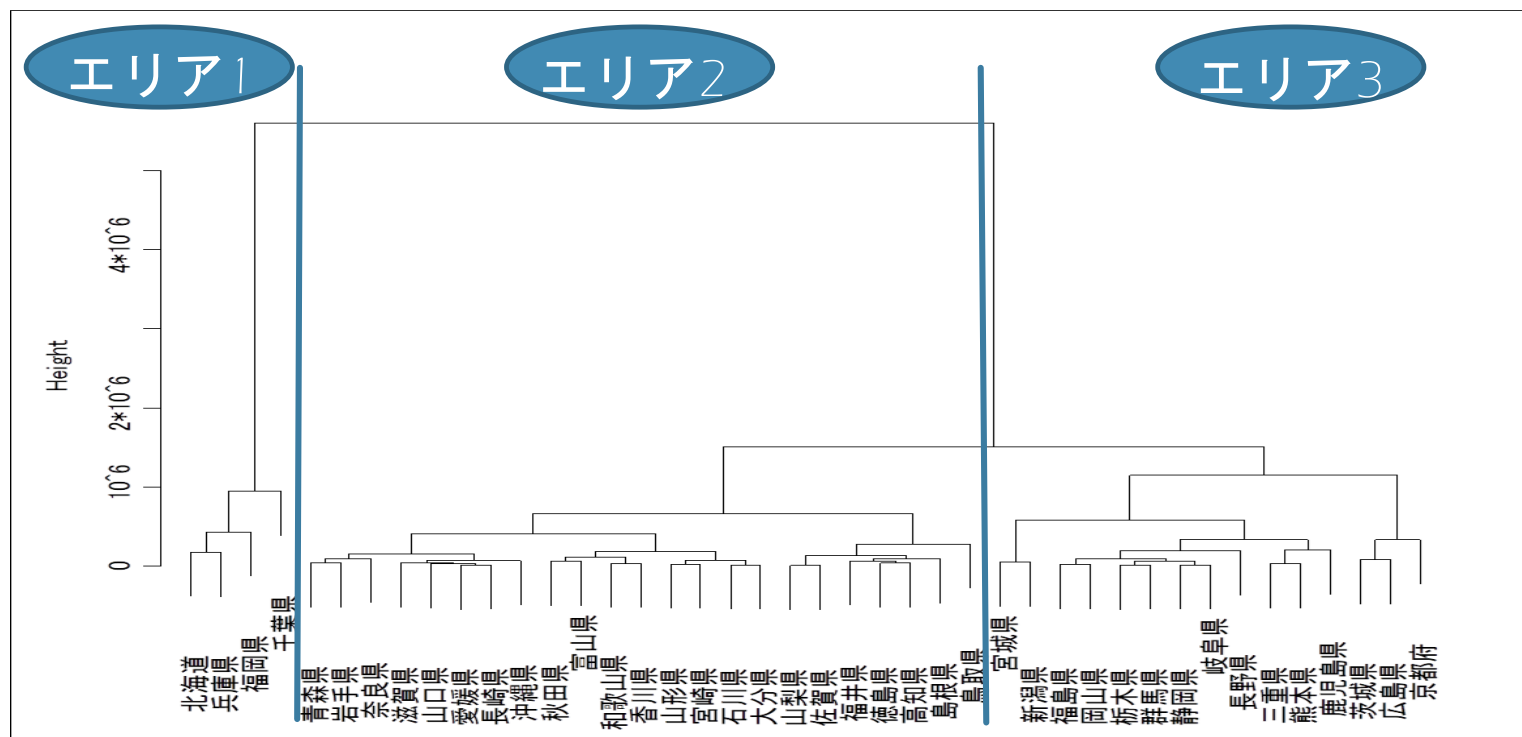 エリア1
エリア2
エリア3
Height
4*10^6
2*10^6
10^6
0
北海道
兵庫県
福岡県
千葉県
青森県
岩手県
奈良県
滋賀県
山口県
愛媛県
長崎県
沖縄県
秋田県
富山県
和歌山県
香川県
山形県
宮崎県
石川県
大分県
山梨県
佐賀県
福井県
徳島県
高知県
島根県
鳥取県
宮城県
新潟県
福島県
岡山県
栃木県
群馬県
静岡県
岐阜県
長野県
三重県
熊本県
鹿児島県
茨城県
広島県
京都府